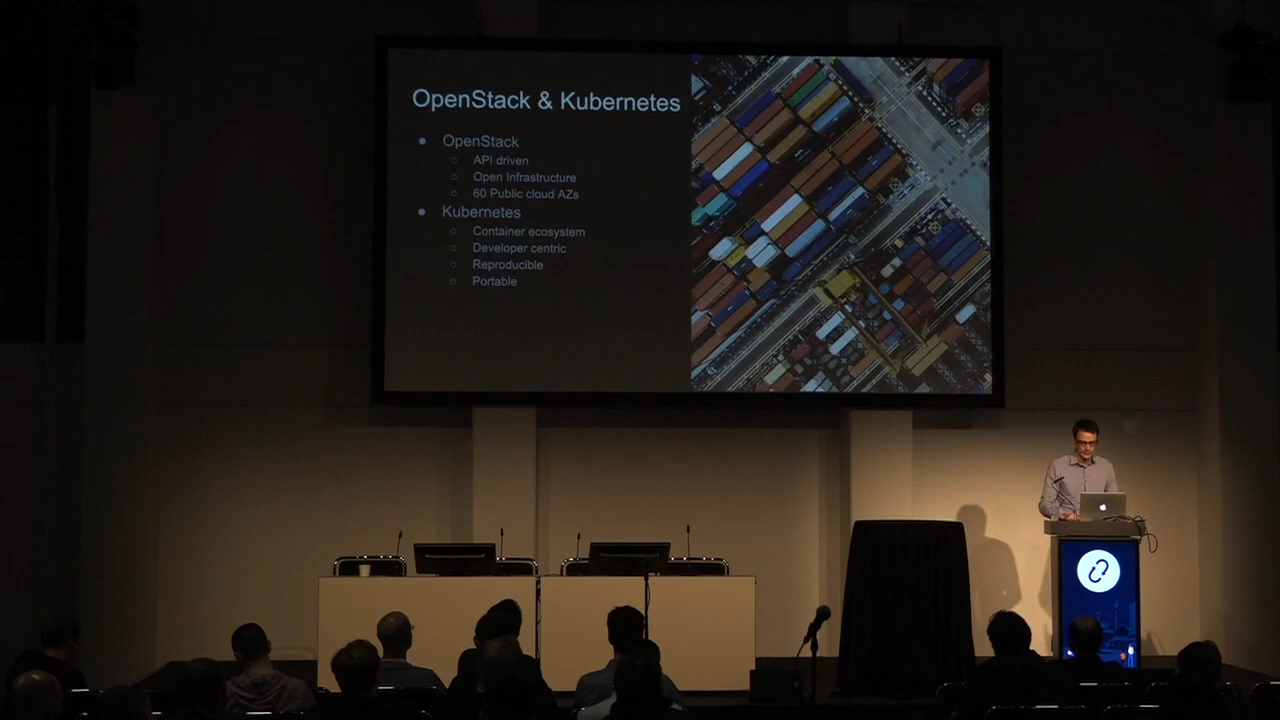 OpenStack & Kubernetes
● OpenStack
○ API driven
○ Open Infrastructure
○ 60 Public cloud AZs
● Kubernetes
○ Container ecosystem
○ Developer centric
○ Reproducible
○ Portable